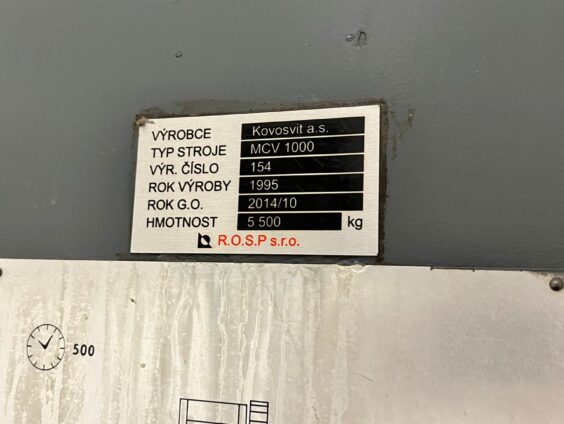 VÝROBCE Kovosvit a.s.
TYP STROJE MCV 1000
VÝR. ČÍSLO 154
ROK VÝROBY 1995
ROK G.O. 2014/10
HMOTNOST 5 500 kg
R.O.S.P s.r.o.
500